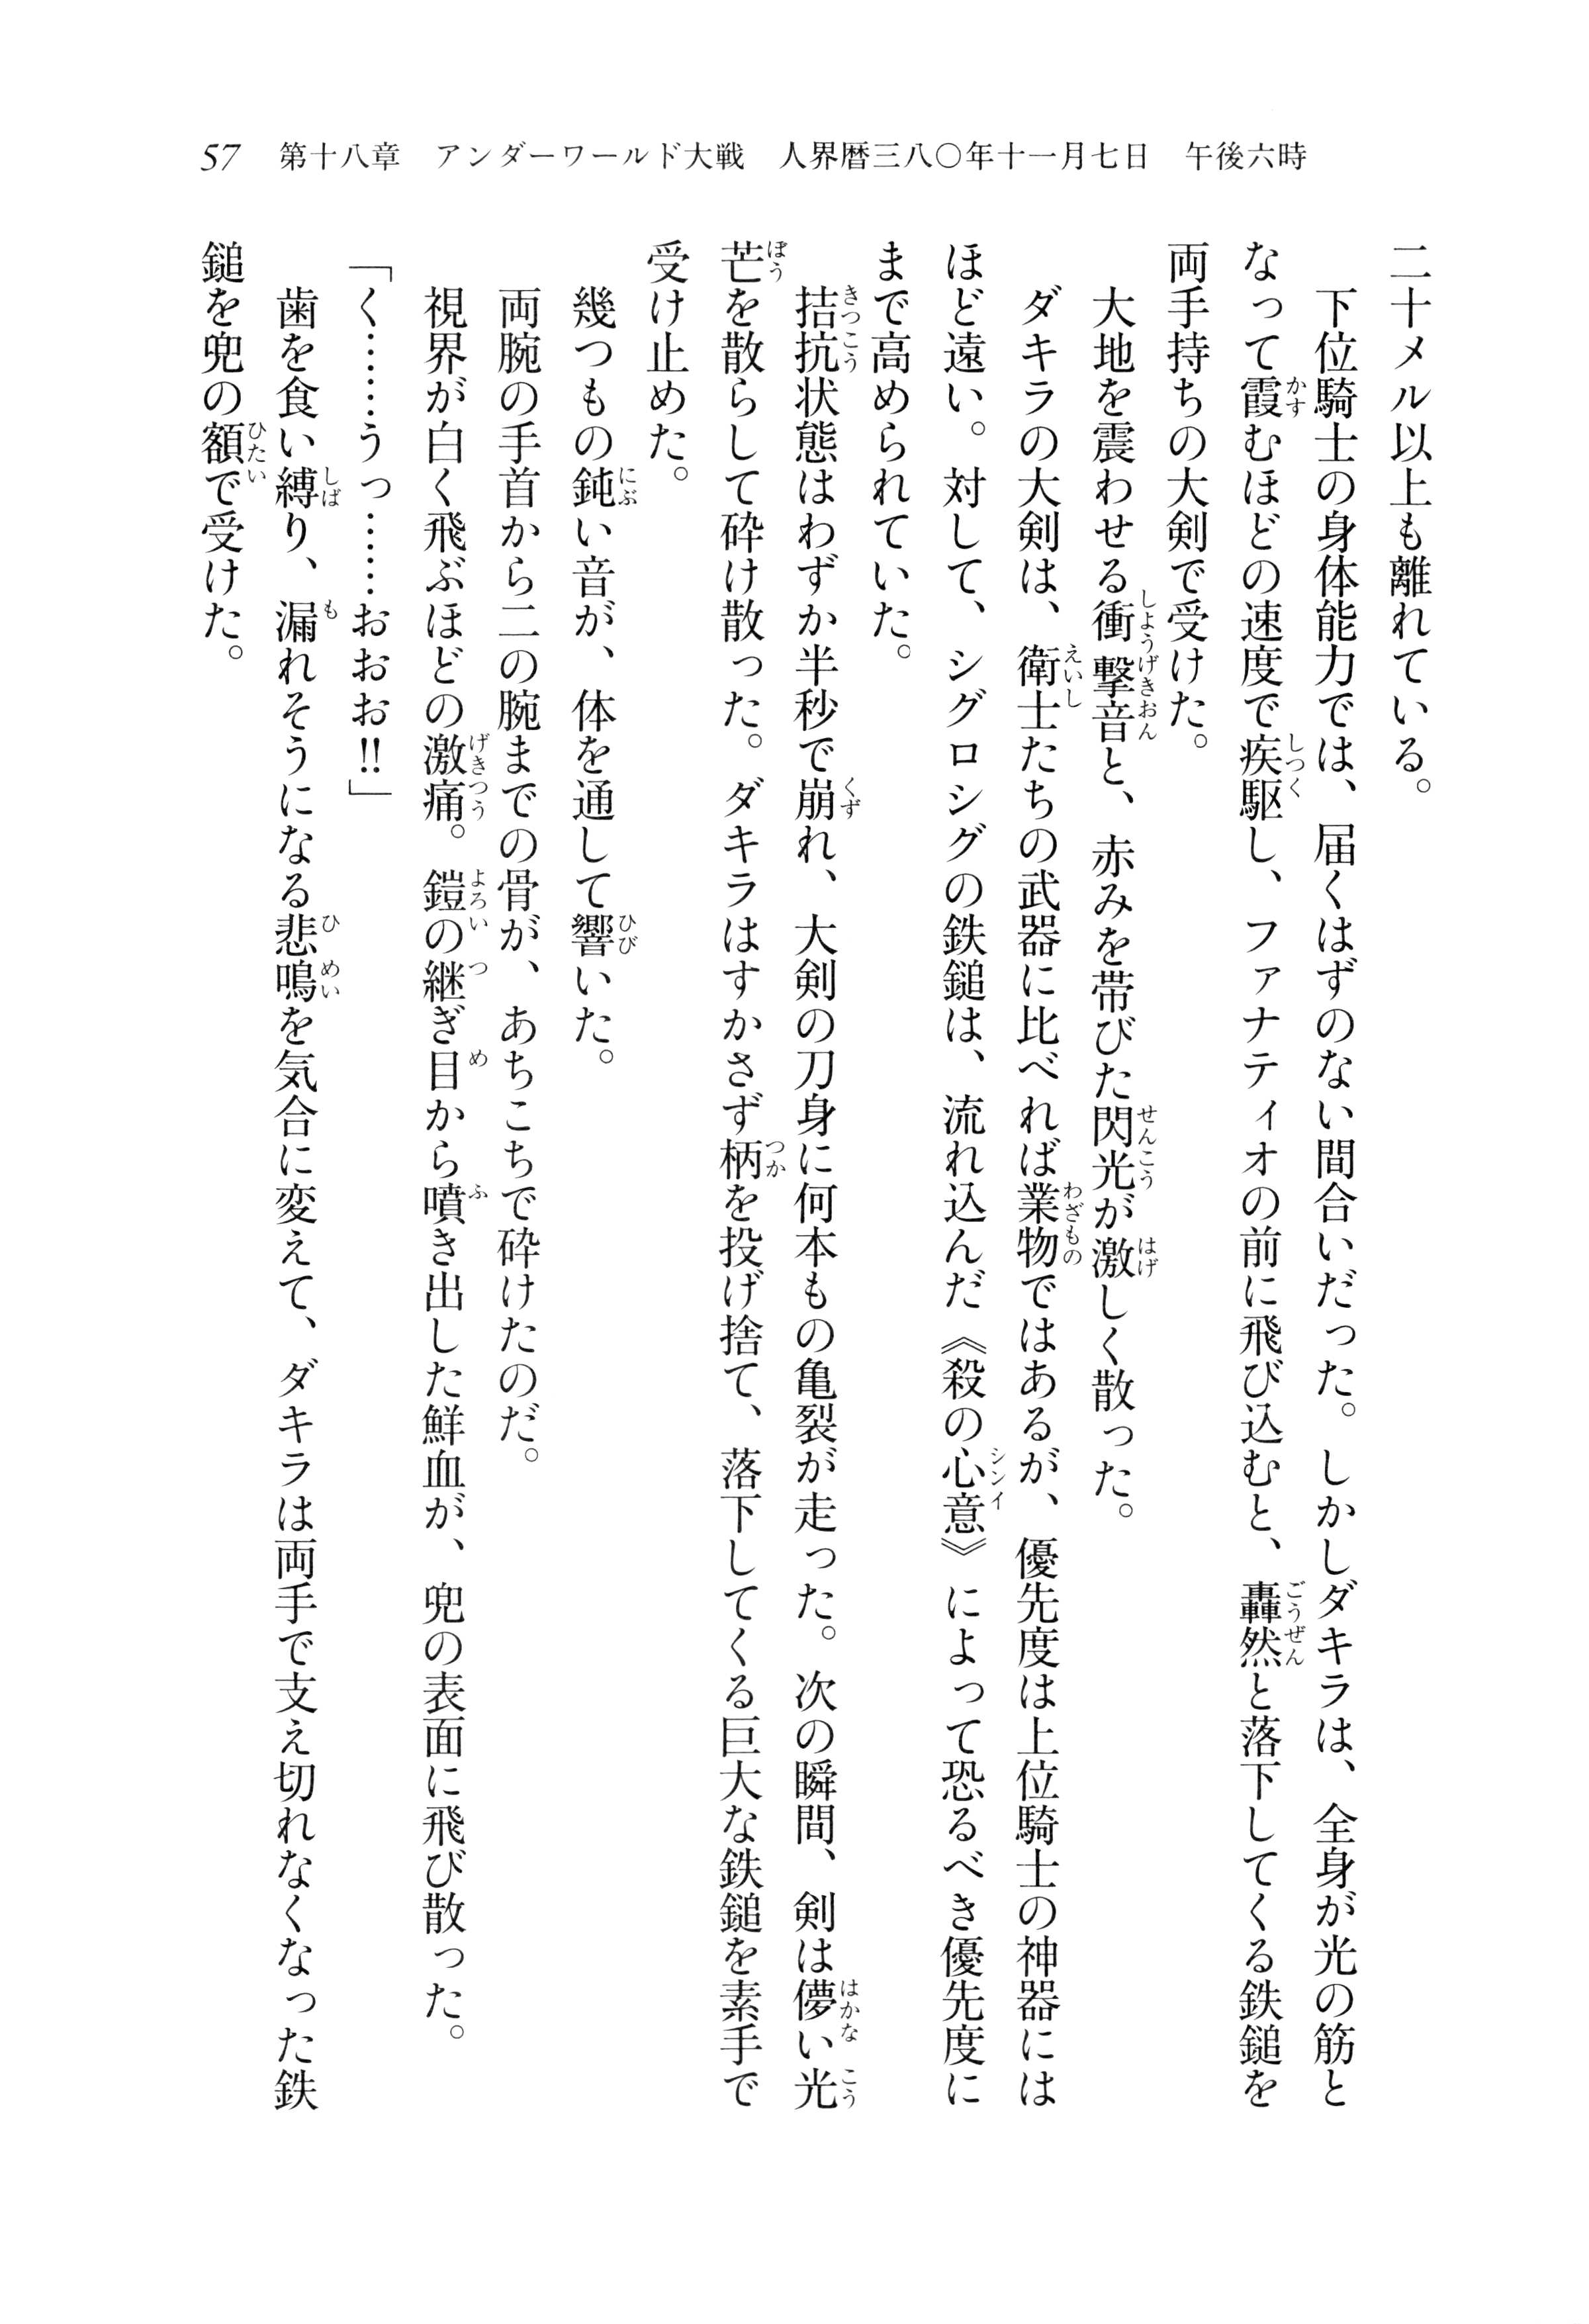 57　第十八章　アンダーワールド大戦　人界暦三八〇年十一月七日　午後六時
二十メル以上も離れている。
　下位騎士の身体能力では、届くはずのない間合いだった。しかしダキラは、全身が光の筋と
なって霞むほどの速度で疾駆し、ファナティオの前に飛び込むと、轟然と落下してくる鉄鎚を
両手持ちの大剣で受けた。
　大地を震わせる衝撃音と、赤みを帯びた閃光が激しく散った。
　ダキラの大剣は、衛士たちの武器に比べれば業物ではあるが、優先度は上位騎士の神器には
ほど遠い。対して、シグロシグの鉄鎚は、流れ込んだ《殺の心意》によって恐るべき優先度に
まで高められていた。
　拮抗状態はわずか半秒で崩れ、大剣の刀身に何本もの亀裂が走った。次の瞬間、剣は儚い光
芒を散らして砕け散った。ダキラはすかさず柄を投げ捨て、落下してくる巨大な鉄鎚を素手で
受け止めた。
　幾つもの鈍い音が、体を通して響いた。
　両腕の手首から二の腕までの骨が、あちこちで砕けたのだ。
　視界が白く飛ぶほどの激痛。鎧の継ぎ目から噴き出した鮮血が、兜の表面に飛び散った。
「く……うっ……おおお‼」
　歯を食い縛り、漏れそうになる悲鳴を気合に変えて、ダキラは両手で支え切れなくなった鉄
鎚を兜の額で受けた。